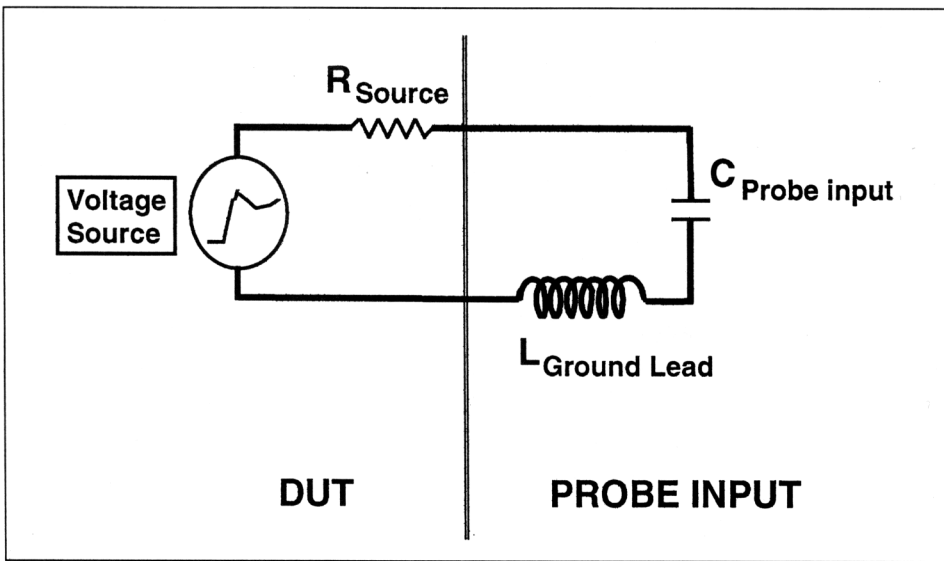 R Source
C Probe input
Voltage
Source
L Ground Lead
DUT
PROBE INPUT